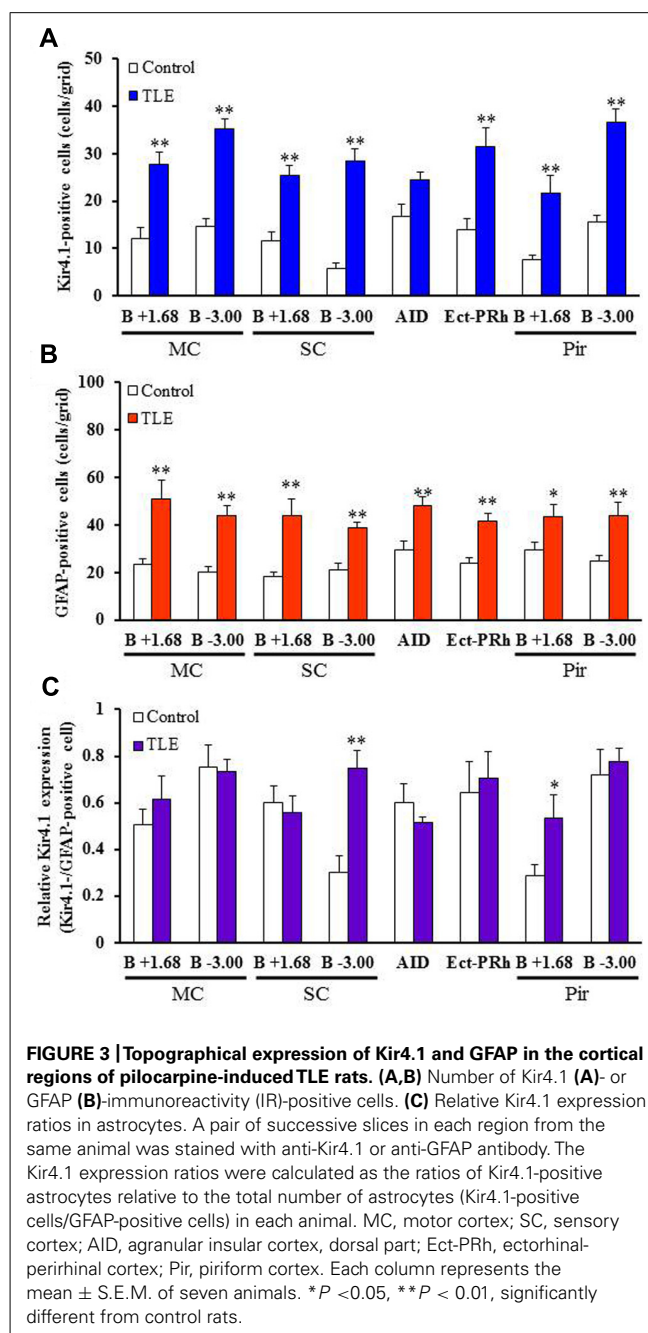 A
Control
TLE
Kir4.1-positive cells (cells/grid)
50
40
30
20
10
0
** ** ** ** ** ** **
B +1.68 B -3.00 B +1.68 B -3.00 AID Ect-PRh B +1.68 B -3.00
MC SC Pir
B
Control
TLE
GFAP-positive cells (cells/grid)
100
80
60
40
20
0
** ** ** ** ** ** * **
B +1.68 B -3.00 B +1.68 B -3.00 AID Ect-PRh B +1.68 B -3.00
MC SC Pir
C
Control
TLE
Relative Kir4.1 expression
(Kir4.1-/GFAP-positive cell)
1
0.8
0.6
0.4
0.2
0
** *
B +1.68 B -3.00 B +1.68 B -3.00 AID Ect-PRh B +1.68 B -3.00
MC SC Pir
FIGURE 3 | Topographical expression of Kir4.1 and GFAP in the cortical
regions of pilocarpine-induced TLE rats. (A,B) Number of Kir4.1 (A)- or
GFAP (B)-immunoreactivity (IR)-positive cells. (C) Relative Kir4.1 expression
ratios in astrocytes. A pair of successive slices in each region from the
same animal was stained with anti-Kir4.1 or anti-GFAP antibody. The
Kir4.1 expression ratios were calculated as the ratios of Kir4.1-positive
astrocytes relative to the total number of astrocytes (Kir4.1-positive
cells/GFAP-positive cells) in each animal. MC, motor cortex; SC, sensory
cortex; AID, agranular insular cortex, dorsal part; Ect-PRh, ectorhinal-
perirhinal cortex; Pir, piriform cortex. Each column represents the
mean ± S.E.M. of seven animals. *P <0.05, **P < 0.01, significantly
different from control rats.